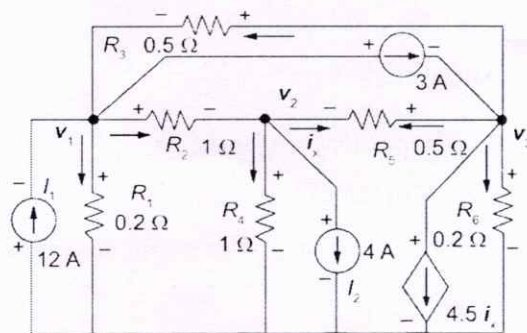 − R3 +
0.5 Ω
+ −
3 A
v1 + − v2 − + v3
R2 1 Ω ix R5 0.5 Ω
− I1 + R1 + R4 + 0.2 Ω R6 +
0.2 Ω 1 Ω 4 A
+ 12 A − − − I2 − 4.5 ix −